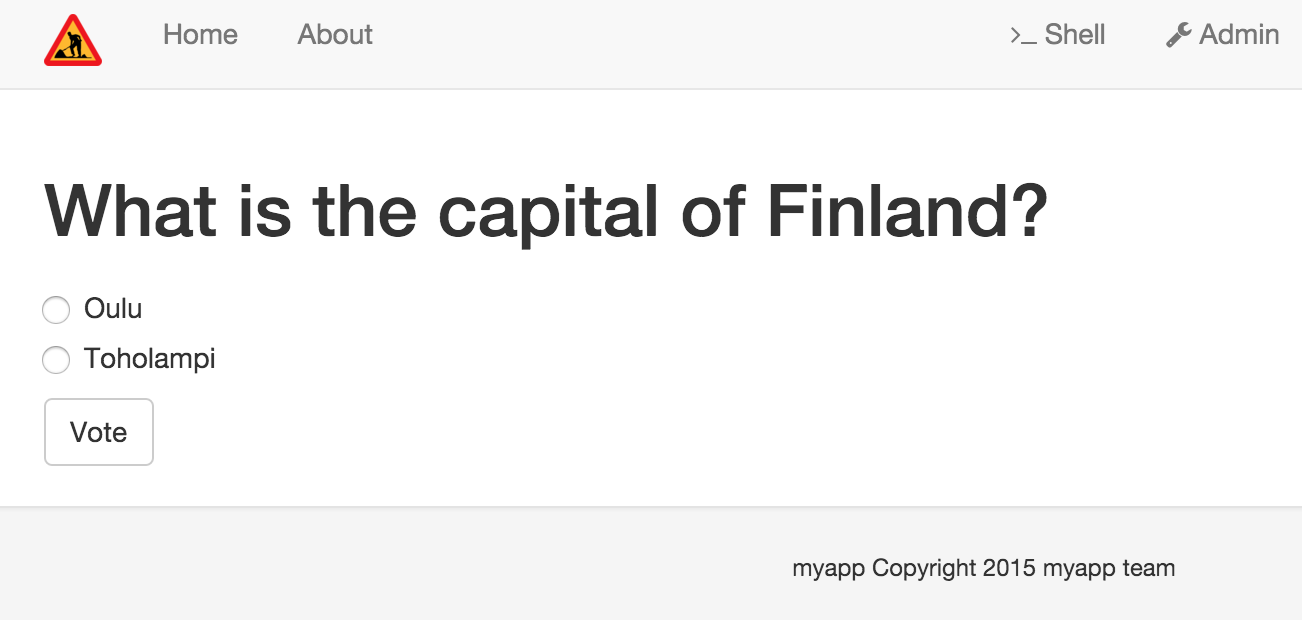 Home About >_ Shell Admin
What is the capital of Finland?
Oulu
Toholampi
Vote
myapp Copyright 2015 myapp team